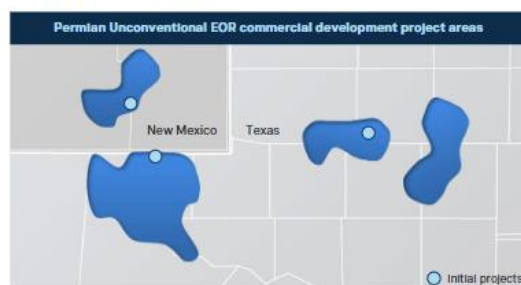 Permian Unconventional EOR commercial development project areas
New Mexico Texas
Initial projects